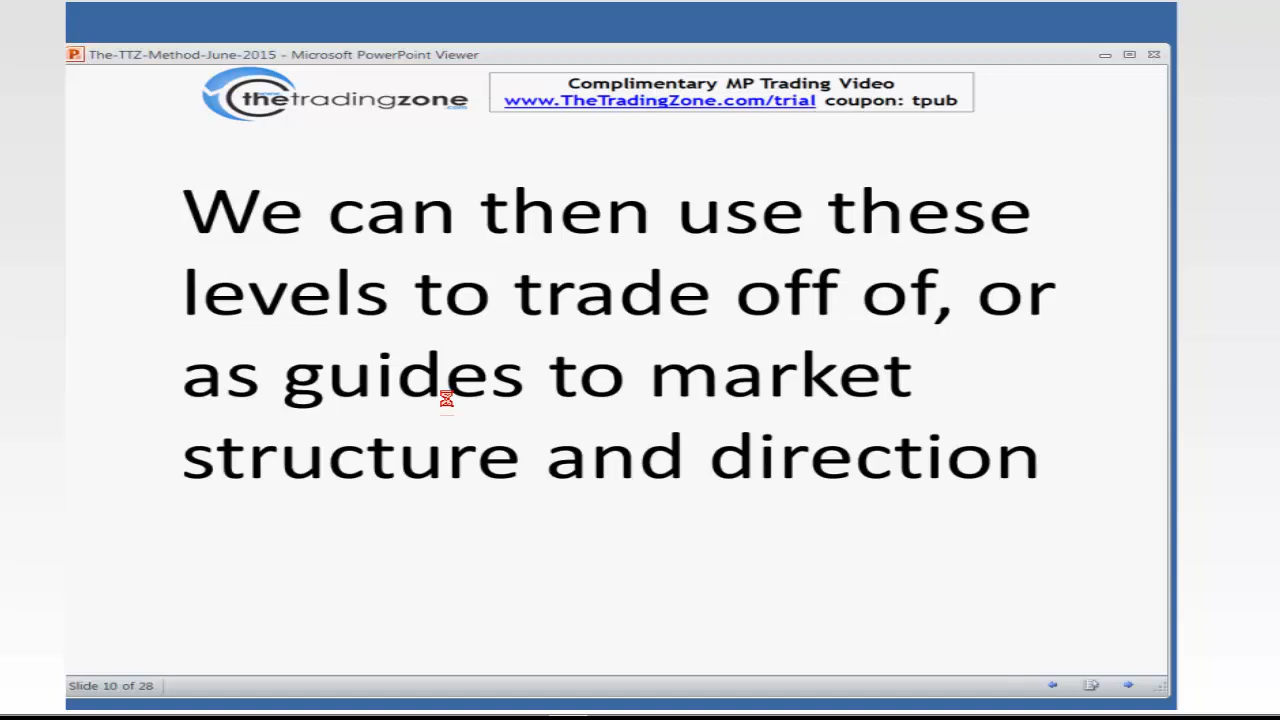 The-TTZ-Method-June-2015 - Microsoft PowerPoint Viewer
thetradingzone
.com
Complimentary MP Trading Video
www.TheTradingZone.com/trial coupon: tpub
We can then use these
levels to trade off of, or
as guides to market
structure and direction
Slide 10 of 28